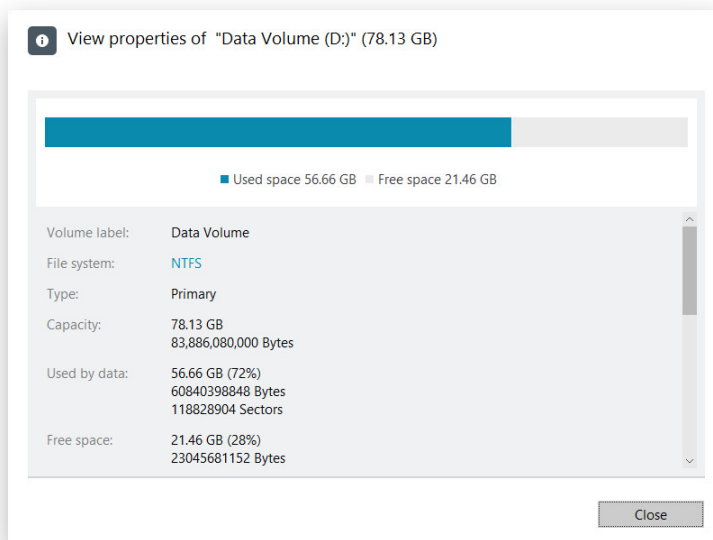 View properties of "Data Volume (D:)" (78.13 GB)
Used space 56.66 GB Free space 21.46 GB
Volume label: Data Volume
File system: NTFS
Type: Primary
Capacity: 78.13 GB
83,886,080,000 Bytes
Used by data: 56.66 GB (72%)
60840398848 Bytes
118828904 Sectors
Free space: 21.46 GB (28%)
23045681152 Bytes
Close